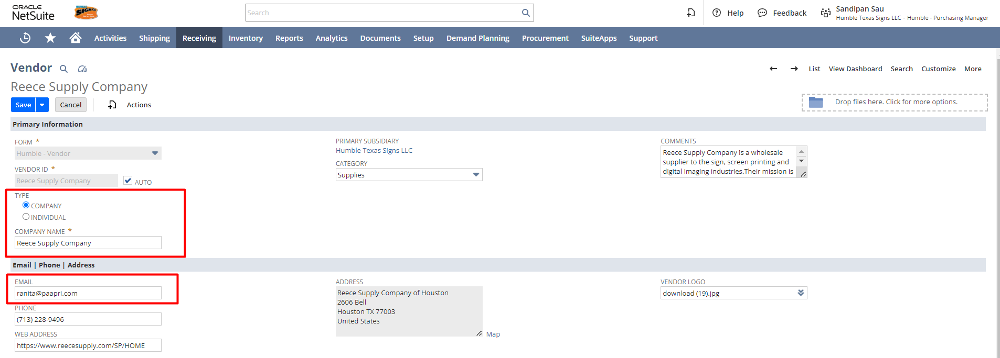 ORACLE
NetSuite
SIGN CO
Search
Help
Feedback
Sandipan Sau
Humble Texas Signs LLC - Humble - Purchasing Manager
Activities
Shipping
Receiving
Inventory
Reports
Analytics
Documents
Setup
Demand Planning
Procurement
SuiteApps
Support
Vendor
List
View Dashboard
Search
Customize
More
Reece Supply Company
Save
Cancel
Actions
Drop files here. Click for more options.
Primary Information
FORM *
Humble - Vendor
VENDOR ID *
Reece Supply Company
AUTO
TYPE
COMPANY
INDIVIDUAL
COMPANY NAME *
Reece Supply Company
PRIMARY SUBSIDIARY
Humble Texas Signs LLC
CATEGORY
Supplies
COMMENTS
Reece Supply Company is a wholesale
supplier to the sign, screen printing and
digital imaging industries.Their mission is
Email | Phone | Address
EMAIL
ranita@paapri.com
PHONE
(713) 228-9496
WEB ADDRESS
https://www.reecesupply.com/SP/HOME
ADDRESS
Reece Supply Company of Houston
2606 Bell
Houston TX 77003
United States
Map
VENDOR LOGO
download (19).jpg